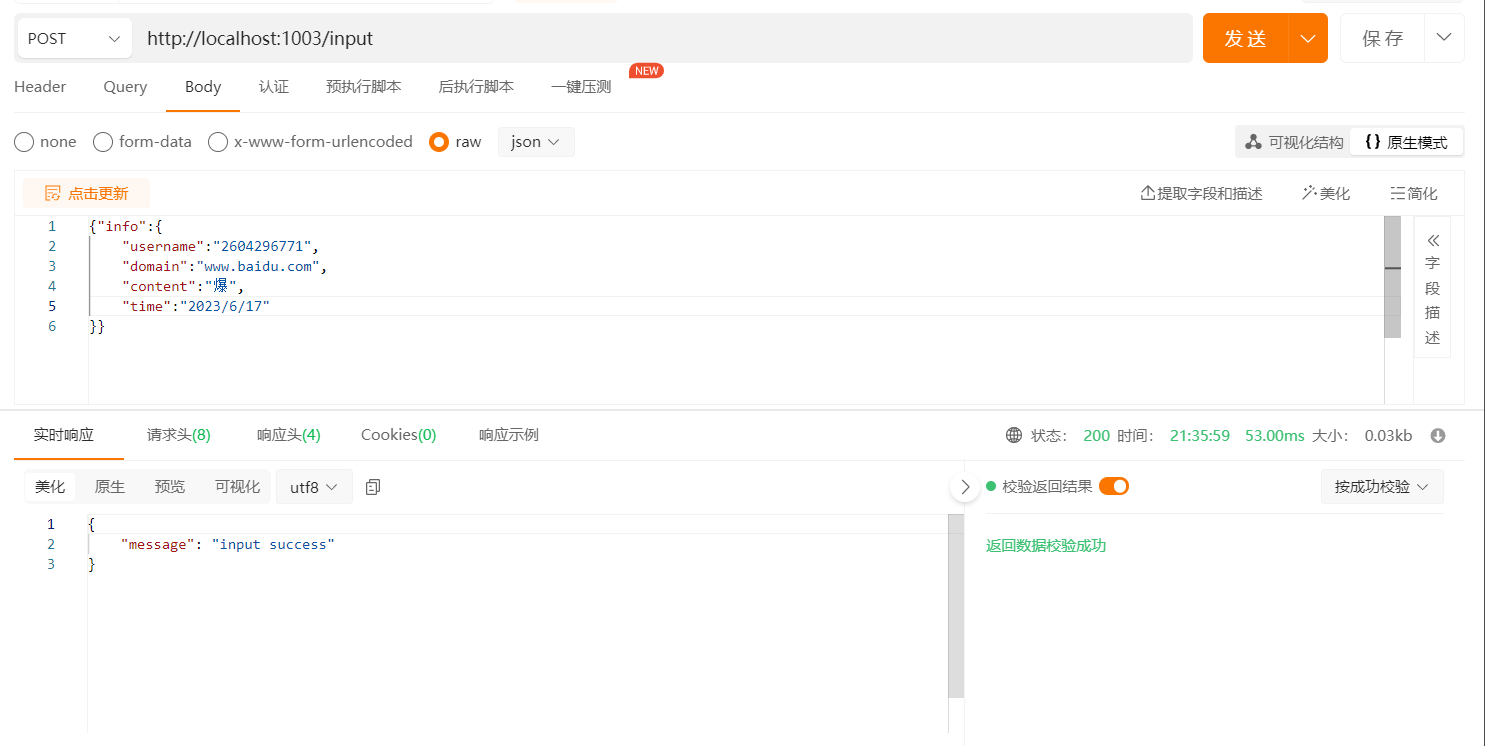 POST http://localhost:1003/input 发送 保存
Header Query Body 认证 预执行脚本 后执行脚本 一键压测 NEW
none form-data x-www-form-urlencoded raw json 可视化结构 {} 原生模式
点击更新 提取字段和描述 美化 简化
1 {"info":{
2 "username":"2604296771",
3 "domain":"www.baidu.com",
4 "content":"爆",
5 "time":"2023/6/17"
6 }}
字段描述
实时响应 请求头(8) 响应头(4) Cookies(0) 响应示例 状态: 200 时间: 21:35:59 53.00ms 大小: 0.03kb
美化 原生 预览 可视化 utf8 校验返回结果 按成功校验
1 {
2 "message": "input success"
3 }
返回数据校验成功